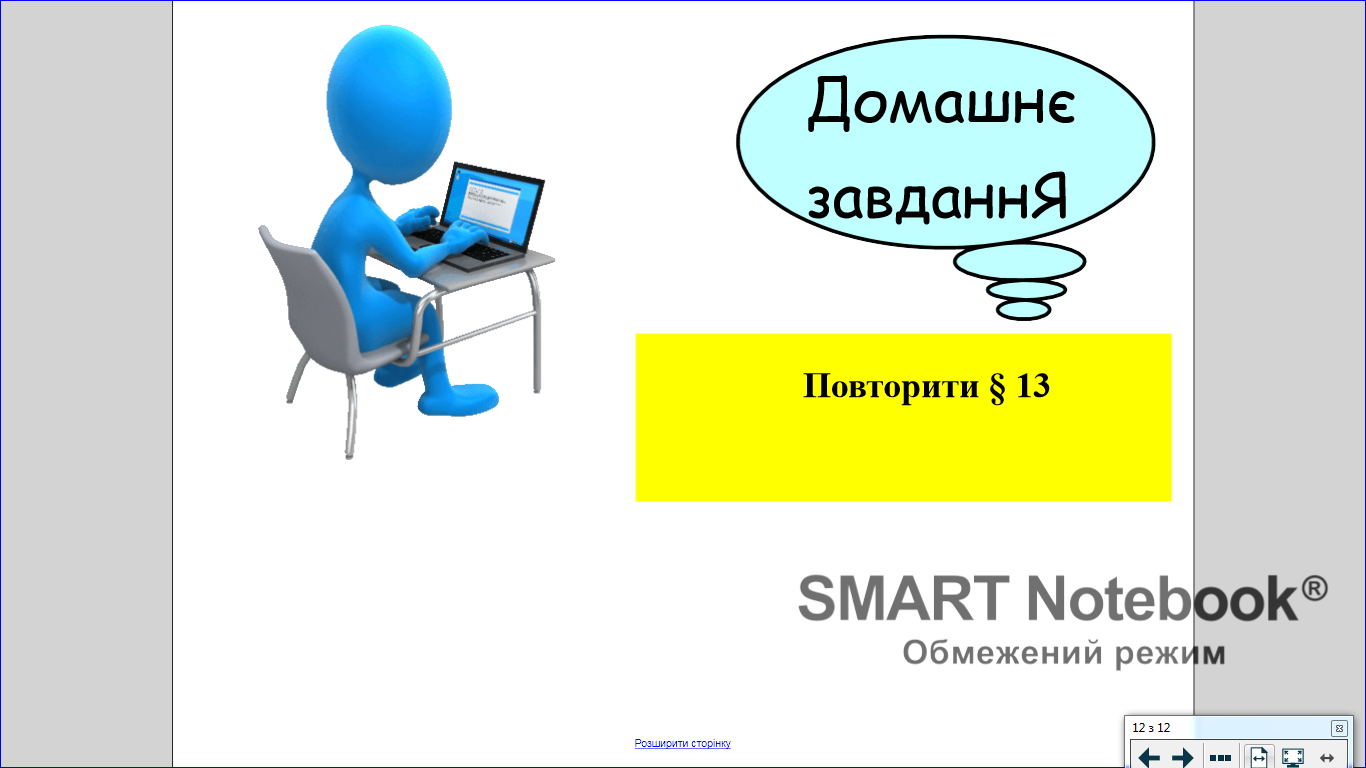 Домашнє
завданнЯ
Повторити § 13
SMART Notebook®
Обмежений режим
12 з 12
Розширити сторінку